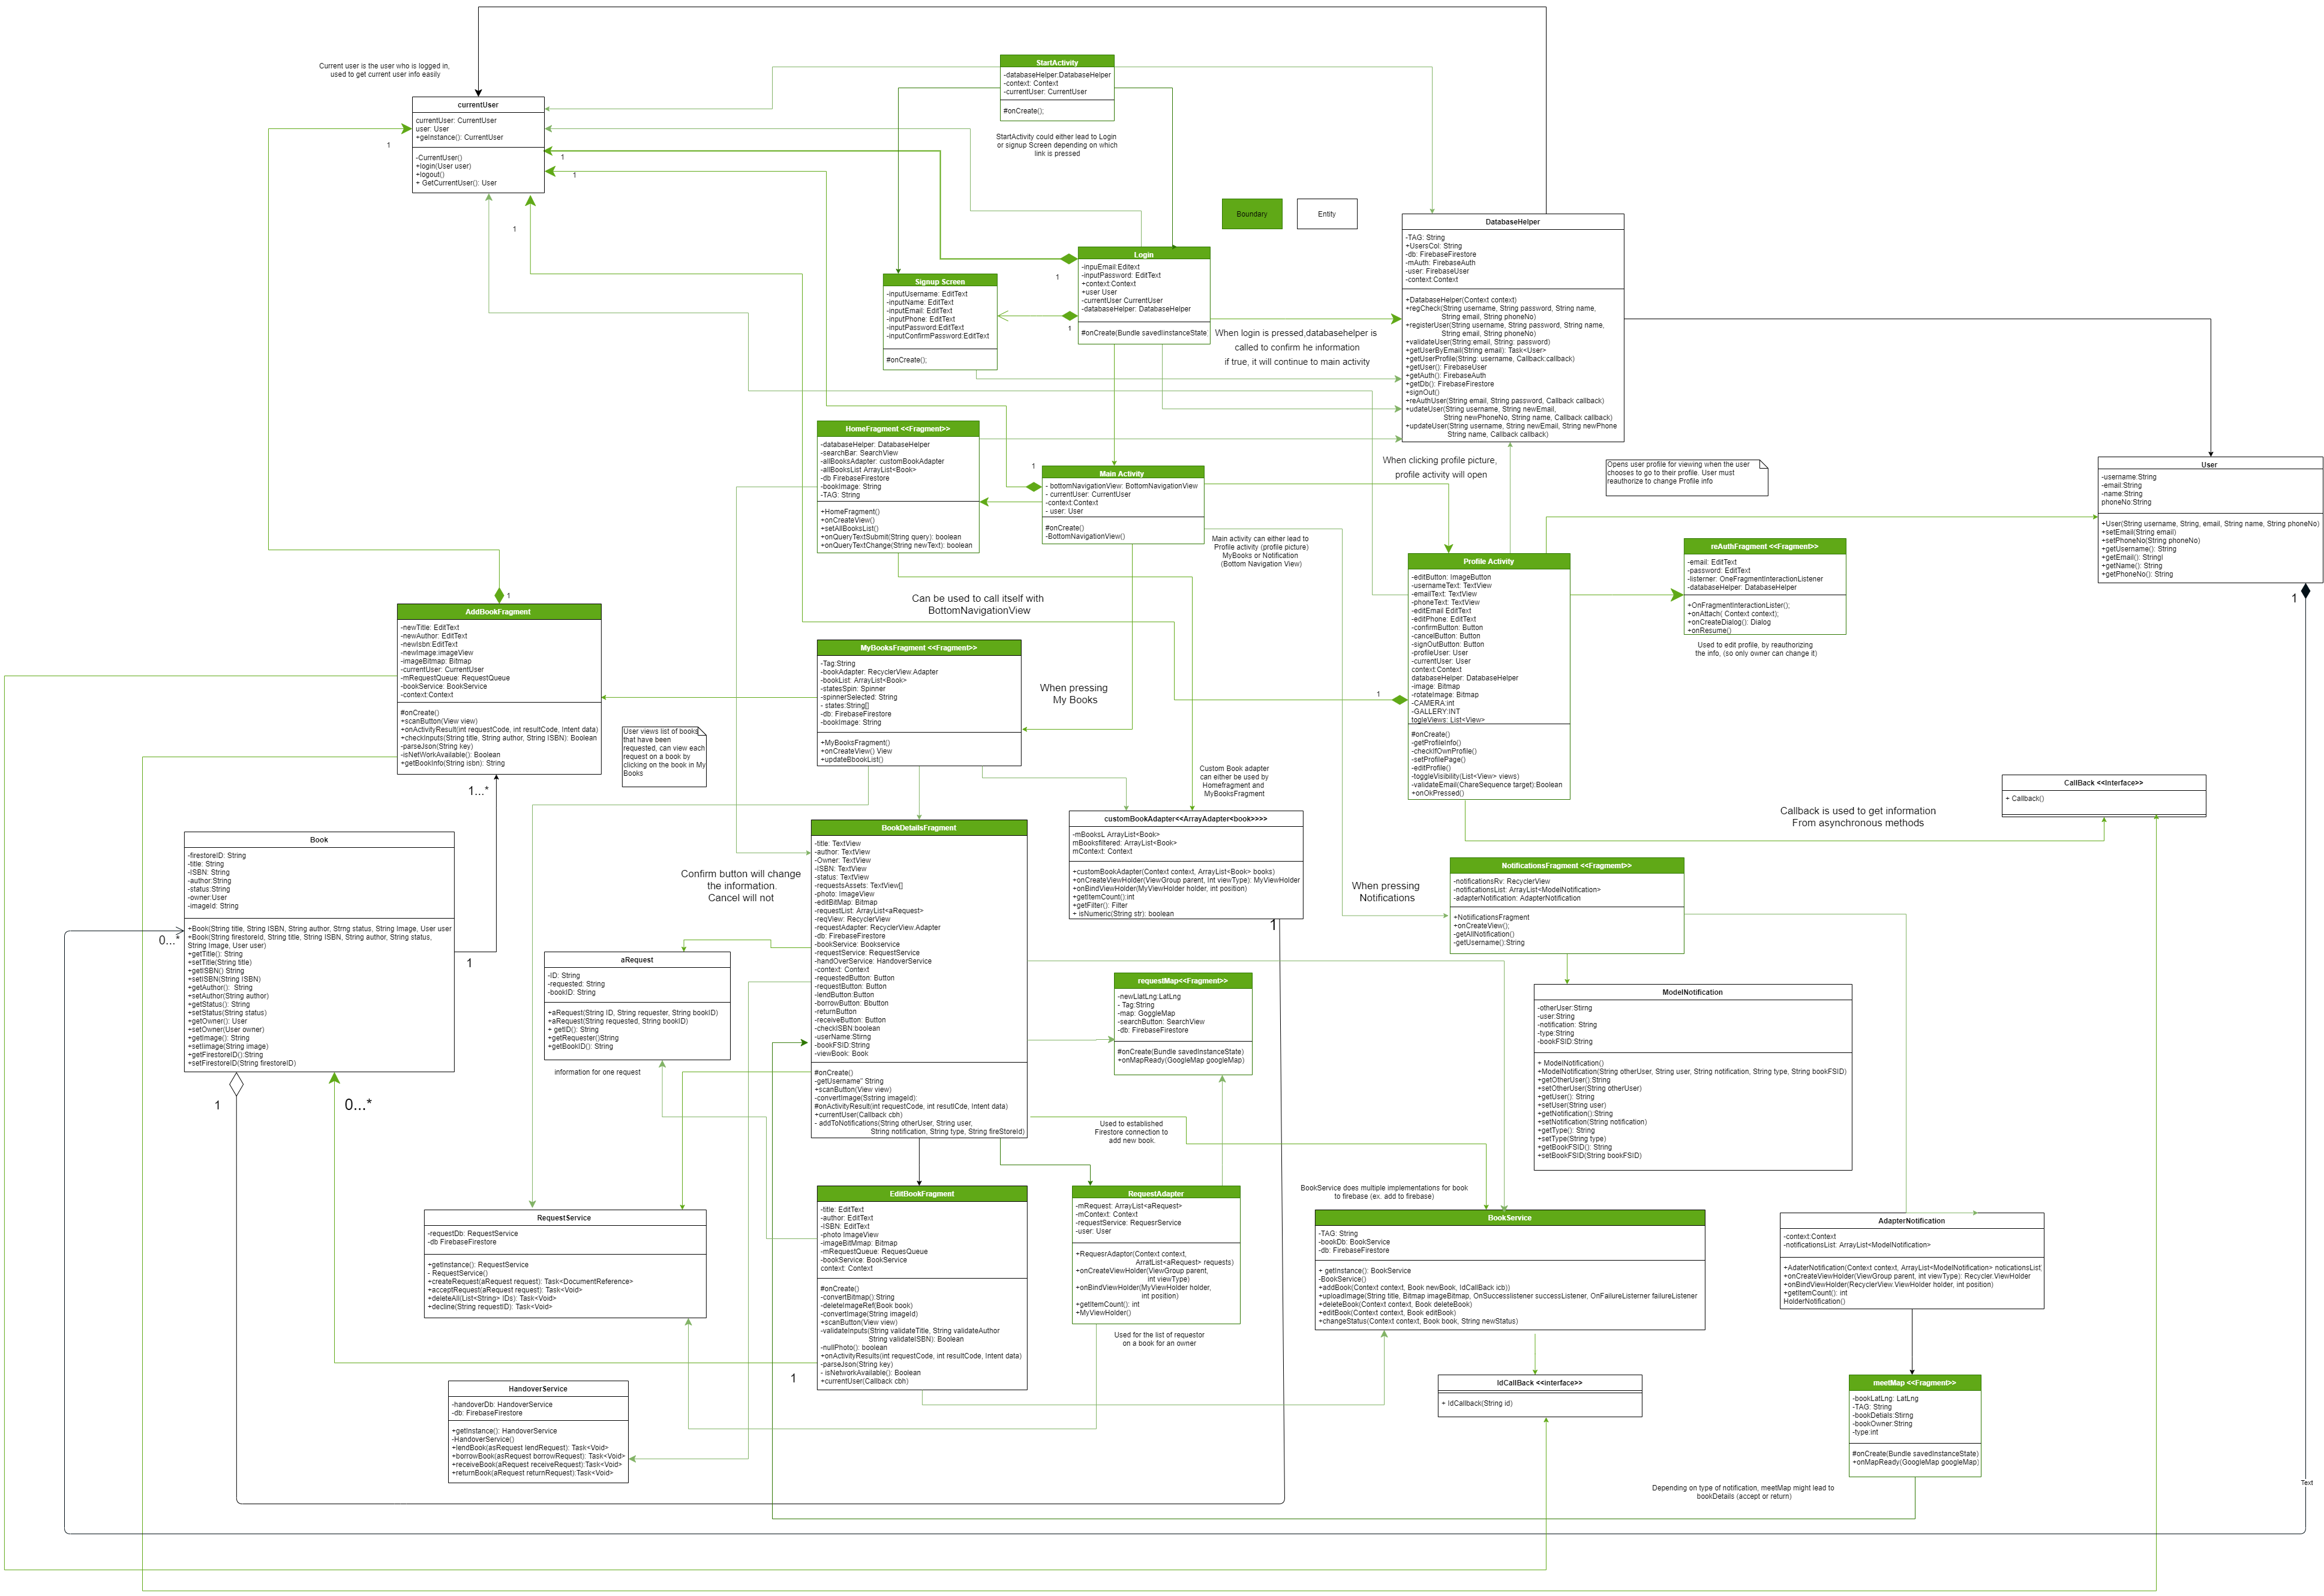 Current user is the user who is logged in,
used to get current user info easily
currentUser
currentUser: CurrentUser
user: User
+geInstance(): CurrentUser
-CurrentUser()
+login(User user)
+logout()
+ GetCurrentUser(): User
1
1
1
1
StartActivity
-databaseHelper:DatabaseHelper
-context: Context
-currentUser: CurrentUser
#onCreate();
StartActivity could either lead to Login
or signup Screen depending on which
link is pressed
Boundary
Entity
Login
-inpuEmail:Editext
-inputPassword: EditText
+context:Context
+user User
-currentUser CurrentUser
-databaseHelper: DatabaseHelper
#onCreate(Bundle savedInstanceState)
1
1
Signup Screen
-inputUsername: EditText
-inputName: EditText
-inputEmail: EditText
-inputPhone: EditText
-inputPassword:EditText
-inputConfirmPassword:EditText
#onCreate();
When login is pressed,databasehelper is
called to confirm he information
if true, it will continue to main activity
DatabaseHelper
-TAG: String
+UsersCol: String
-db: FirebaseFirestore
-mAuth: FirebaseAuth
-user: FirebaseUser
-context:Context
+DatabaseHelper(Context context)
+regCheck(String username, String password, String name,
String email, String phoneNo)
+registerUser(String username, String password, String name,
String email, String phoneNo)
+validateUser(String:email, String: password)
+getUserByEmail(String email): Task<User>
+getUserProfile(String: username, Callback:callback)
+getUser(): FirebaseUser
+getAuth(): FirebaseAuth
+getDb(): FirebaseFirestore
+signOut()
+reAuthUser(String email, String password, Callback callback)
+udateUser(String username, String newEmail,
String newPhoneNo, String name, Callback callback)
+updateUser(String username, String newEmail, String newPhone
String name, Callback callback)
HomeFragment <<Fragment>>
-databaseHelper: DatabaseHelper
-searchBar: SearchView
-allBooksAdapter: customBookAdapter
-allBooksList ArrayList<Book>
-db FirebaseFirestore
-bookImage: String
-TAG: String
+HomeFragment()
+onCreateView()
+setAllBooksList()
+onQueryTextSubmit(String query): boolean
+onQueryTextChange(String newText): boolean
1
Main Activity
- bottomNavigationView: BottomNavigationView
- currentUser: CurrentUser
-context:Context
- user: User
#onCreate()
-BottomNavigationView()
When clicking profile picture,
profile activity will open
Opens user profile for viewing when the user
chooses to go to their profile. User must
reauthorize to change Profile info
User
-username:String
-email:String
-name:String
phoneNo:String
+User(String username, String, email, String name, String phoneNo)
+setEmail(String email)
+setPhoneNo(String phoneNo)
+getUsername(): String
+getEmail(): Stringl
+getName(): String
+getPhoneNo(): String
1
Main activity can either lead to
Profile activity (profile picture)
MyBooks or Notification
(Bottom Navigation View)
Profile Activity
-editButton: ImageButton
-usernameText: TextView
-emailText: TextView
-phoneText: TextView
-editEmail EditText
-editPhone: EditText
-confirmButton: Button
-cancelButton: Button
-signOutButton: Button
-profileUser: User
-currentUser: User
context:Context
databaseHelper: DatabaseHelper
-image: Bitmap
-rotateImage: Bitmap
-CAMERA:int
-GALLERY:INT
togleViews: List<View>
#onCreate()
-getProfileInfo()
-checkIfOwnProfile()
-setProfilePage()
-editProfile()
-toggleVisibility(List<View> views)
-validateEmail(ChareSequence target):Boolean
+onOkPressed()
1
reAuthFragment <<Fragment>>
-email: EditText
-password: EditText
-listener: OneFragmentInteractionListener
-databaseHelper: DatabaseHelper
+OnFragmentInteractionLister();
+onAttach( Context context);
+onCreateDialog(): Dialog
+onResume()
Used to edit profile, by reauthorizing
the info, (so only owner can change it)
Can be used to call itself with
BottomNavigationView
1
AddBookFragment
-newTitle: EditText
-newAuthor: EditText
-newIsbn:EditText
-newImage:imageView
-imageBitmap: Bitmap
-currentUser: CurrentUser
-mRequestQueue: RequestQueue
-bookService: BookService
-context:Context
#onCreate()
+scanButton(View view)
+onActivityResult(int requestCode, int resultCode, Intent data)
+checkInputs(String title, String author, String ISBN): Boolean
-parseJson(String key)
-isNetWorkAvailable(): Boolean
+getBookInfo(String isbn): String
1...*
User views list of books
that have been
requested, can view each
request on a book by
clicking on the book in My
Books
MyBooksFragment <<Fragment>>
-Tag:String
-bookAdapter: RecyclerView.Adapter
-bookList: ArrayList<Book>
-statesSpin: Spinner
-spinnerSelected: String
- states:String[]
-db: FirebaseFirestore
-bookImage: String
+MyBooksFragment()
+onCreateView() View
+updateBbookList()
When pressing
My Books
Custom Book adapter
can either be used by
Homefragment and
MyBooksFragment
customBookAdapter<<ArrayAdapter<book>>>>
-mBooksL ArrayList<Book>
mBooksfiltered: ArrayList<Book>
mContext: Context
+customBookAdapter(Context context, ArrayList<Book> books)
+onCreateViewHolder(ViewGroup parent, Int viewType): MyViewHolder
+onBindViewHolder(MyViewHolder holder, int position)
+getItemCount():int
+getFilter(): Filter
+ isNumeric(String str): boolean
1
Callback is used to get information
From asynchronous methods
CallBack <<Interface>>
+ Callback()
When pressing
Notifications
NotificationsFragment <<Fragmemt>>
-notificationsRv: RecyclerView
-notificationsList: ArrayList<ModelNotification>
-adapterNotification: AdapterNotification
+NotificationsFragment
+onCreateView();
-getAllNotification()
-getUsername():String
Book
-firestoreID: String
-title: String
-ISBN: String
-author:String
-status:String
-owner:User
-imageId: String
+Book(String title, String ISBN, String author, String status, String Image, User user
+Book(String firestoreId, String title, String ISBN, String author, String status,
String Image, User user)
+getTitle(): String
+setTitle(String title)
+getISBN() String
+setISBN(String ISBN)
+getAuthor():  String
+setAuthor(String author)
+getStatus(): String
+setStatus(String status)
+getOwner(): User
+setOwner(User owner)
+getImage(): String
+setIimage(String image)
+getFirestoreID():String
+setFirestoreID(String firestoreID)
0...*
1
1
0...*
Confirm button will change
the information.
Cancel will not
BookDetailsFragment
-title: TextView
-author: TextView
-Owner: TextView
-ISBN: TextView
-status: TextView
-requestsAssets: TextView[]
-photo: ImageView
-editBitMap: Bitmap
-requestList: ArrayList<aRequest>
-reqView: RecyclerView
-requestAdapter: RecyclerView.Adapter
-db: FirebaseFirestore
-bookService: Bookservice
-requestService: RequestService
-handOverService: HandoverService
-context: Context
-requestedButton: Button
-requestButton: Button
-lendButton:Button
-borrowButton: Bbutton
-returnButton
-receiveButton: Button
-checkISBN:boolean
-userName:Stirng
-bookFSID:String
-viewBook: Book
#onCreate()
-getUsername" String
+scanButton(View view)
-convertImage(Sstring imageId):
#onActivityResult(int requestCode, int resutlCde, Intent data)
+currentUser(Callback cbh)
- addToNotifications(String otherUser, String user,
String notification, String type, String fireStoreId)
aRequest
-ID: String
-requested: String
-bookID: String
+aRequest(String ID, String requester, String bookID)
+aRequest(String requested, String bookID)
+ getID(): String
+getRequester()String
+getBookID(): String
information for one request
requestMap<<Fragment>>
-newLlatLng:LatLng
- Tag:String
-map: GoggleMap
-searchButton: SearchView
-db: FirebaseFirestore
#onCreate(Bundle savedInstanceState)
+onMapReady(GoogleMap googleMap)
ModelNotification
-otherUser:Stirng
-user:String
-notification: String
-type:String
-bookFSID:String
+ ModelNotification()
+ModelNotification(String otherUser, String user, String notification, String type, String bookFSID)
+getOtherUser():String
+setOtherUser(String otherUser)
+getUser(): String
+setUser(String user)
+getNotification():String
+setNotification(String notification)
+getType(): String
+setType(String type)
+getBookFSID(): String
+setBookFSID(String bookFSID)
Used to established
Firestore connection to
add new book.
BookService does multiple implementations for book
to firebase (ex. add to firebase)
RequestService
-requestDb: RequestService
-db FirebaseFirestore
+getInstance(): RequestService
- RequestService()
+createRequest(aRequest request): Task<DocumentReference>
+acceptRequest(aRequest request): Task<Void>
+deleteAll(List<String> IDs): Task<Void>
+decline(String requestID): Task<Void>
EditBookFragment
-title: EditText
-author: EditText
-ISBN: EditText
-photo ImageView
-imageBitMmap: Bitmap
-mRequestQueue: RequesQueue
-bookService: BookService
context: Context
#onCreate()
-convertBitmap():String
-deleteImageRef(Book book)
-convertImage(String imageId)
+scanButton(View view)
-validateInputs(String validateTitle, String validateAuthor
String validateISBN): Boolean
-nullPhoto(): boolean
+onActivityResults(int requestCode, int resultCode, Intent data)
-parseJson(String key)
- isNetworkAvailable(): Boolean
+currentUser(Callback cbh)
1
RequestAdapter
-mRequest: ArrayList<aRequest>
-mContext: Context
-requestService: RequesrService
-user: User
+RequesrAdaptor(Context context,
ArratList<aRequest> requests)
+onCreateViewHolder(ViewGroup parent,
int viewType)
+onBindViewHolder(MyViewHolder holder,
int position)
+getItemCount(): int
+MyViewHolder()
Used for the list of requestor
on a book for an owner
BookService
-TAG: String
-bookDb: BookService
-db: FirebaseFirestore
+ getInstance(): BookService
-BookService()
+addBook(Context context, Book newBook, IdCallBack icb))
+uploadImage(String title, Bitmap imageBitmap, OnSuccesslistener successListener, OnFailureListerner failureListener
+deleteBook(Context context, Book deleteBook)
+editBook(Context context, Book editBook)
+changeStatus(Context context, Book book, String newStatus)
AdapterNotification
-context:Context
-notificationsList: ArrayList<ModelNotification>
+AdaterNotification(Context context, ArrayList<ModelNotification> noticationsList)
+onCreateViewHolder(ViewGroup parent, int viewType): Recycler.ViewHolder
+onBindViewHolder(RecyclerView.ViewHolder holder, int position)
+getItemCount(): int
HolderNotification()
HandoverService
-handoverDb: HandoverService
-db: FirebaseFirestore
+getInstance(): HandoverService
-HandoverService()
+lendBook(asRequest lendRequest): Task<Void>
+borrowBook(asRequest borrowRequest): Task<Void>
+receiveBook(aRequest receiveRequest):Task<Void>
+returnBook(aRequest returnRequest):Task<Void>
IdCallBack <<interface>>
+ IdCallback(String id)
meetMap <<Fragment>>
-bookLatLng: LatLng
-TAG: String
-bookDetials:Stirng
-bookOwner:String
-type:int
#onCreate(Bundle savedInstanceState)
+onMapReady(GoogleMap googleMap)
Depending on type of notification, meetMap might lead to
bookDetails (accept or return)
Text